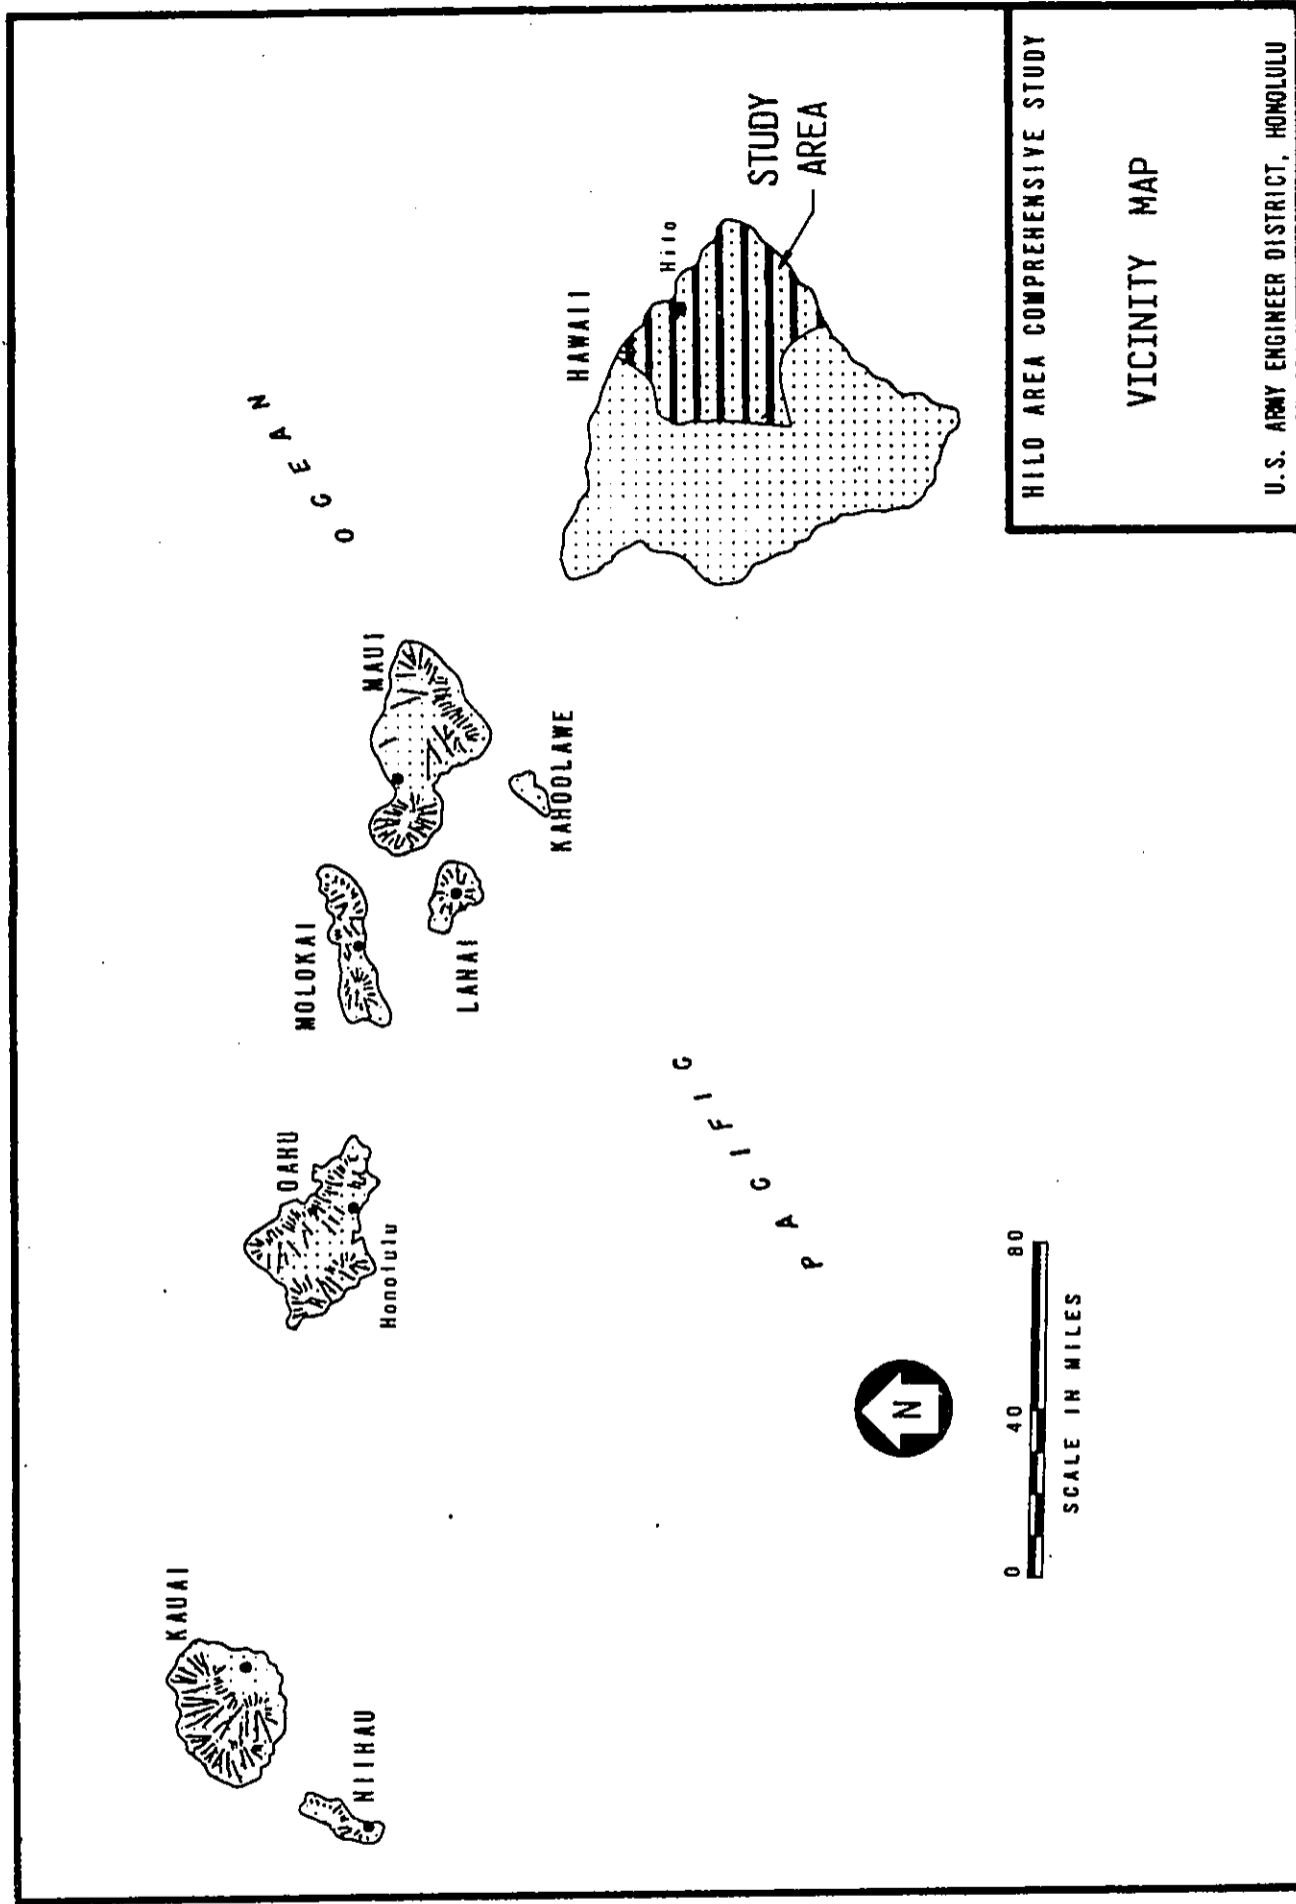 KAUAI
NIIHAU
OAHU
Honolulu
MOLOKAI
LANAI
MAUI
KAHOOLAWE
HAWAII
Hilo
STUDY
AREA
PACIFIC
OCEAN
N
0 40 80
SCALE IN MILES
HILO AREA COMPREHENSIVE STUDY
VICINITY MAP
U.S. ARMY ENGINEER DISTRICT, HONOLULU